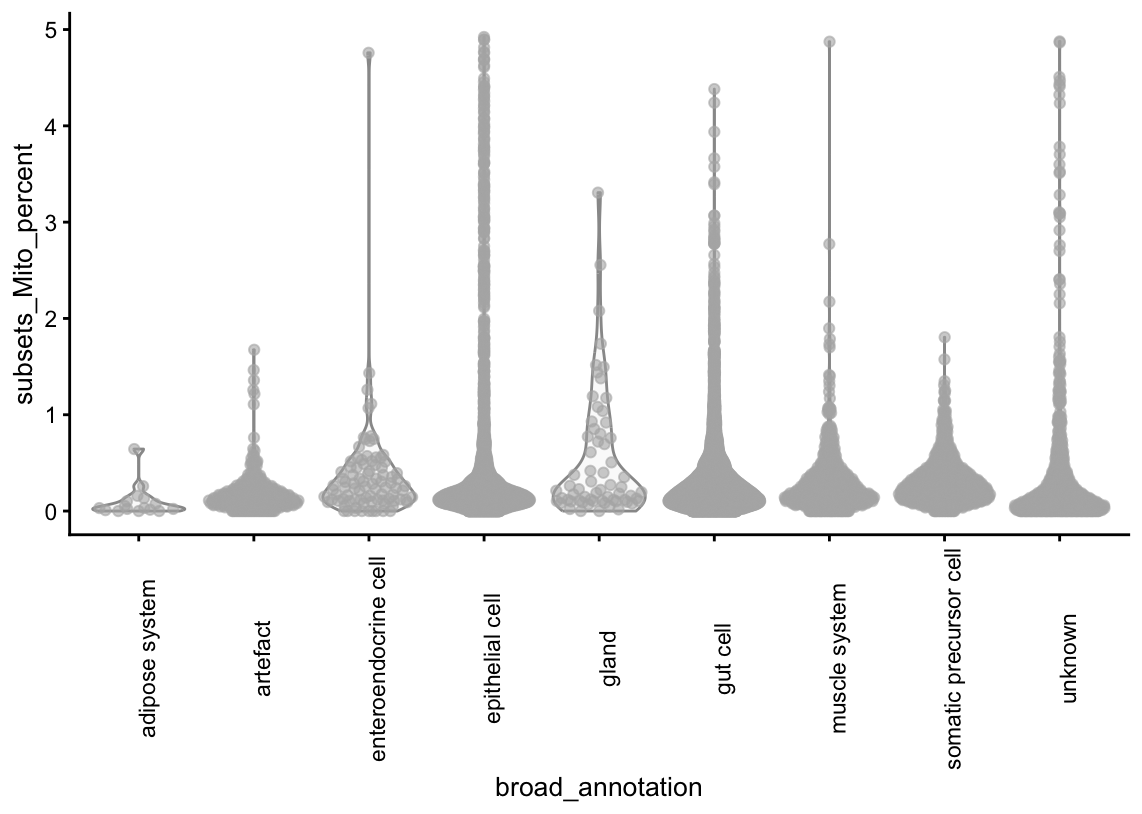 subsets_Mito_percent
5
4
3
2
1
0
adipose system
artefact
enteroendocrine cell
epithelial cell
gland
gut cell
muscle system
somatic precursor cell
unknown
broad_annotation